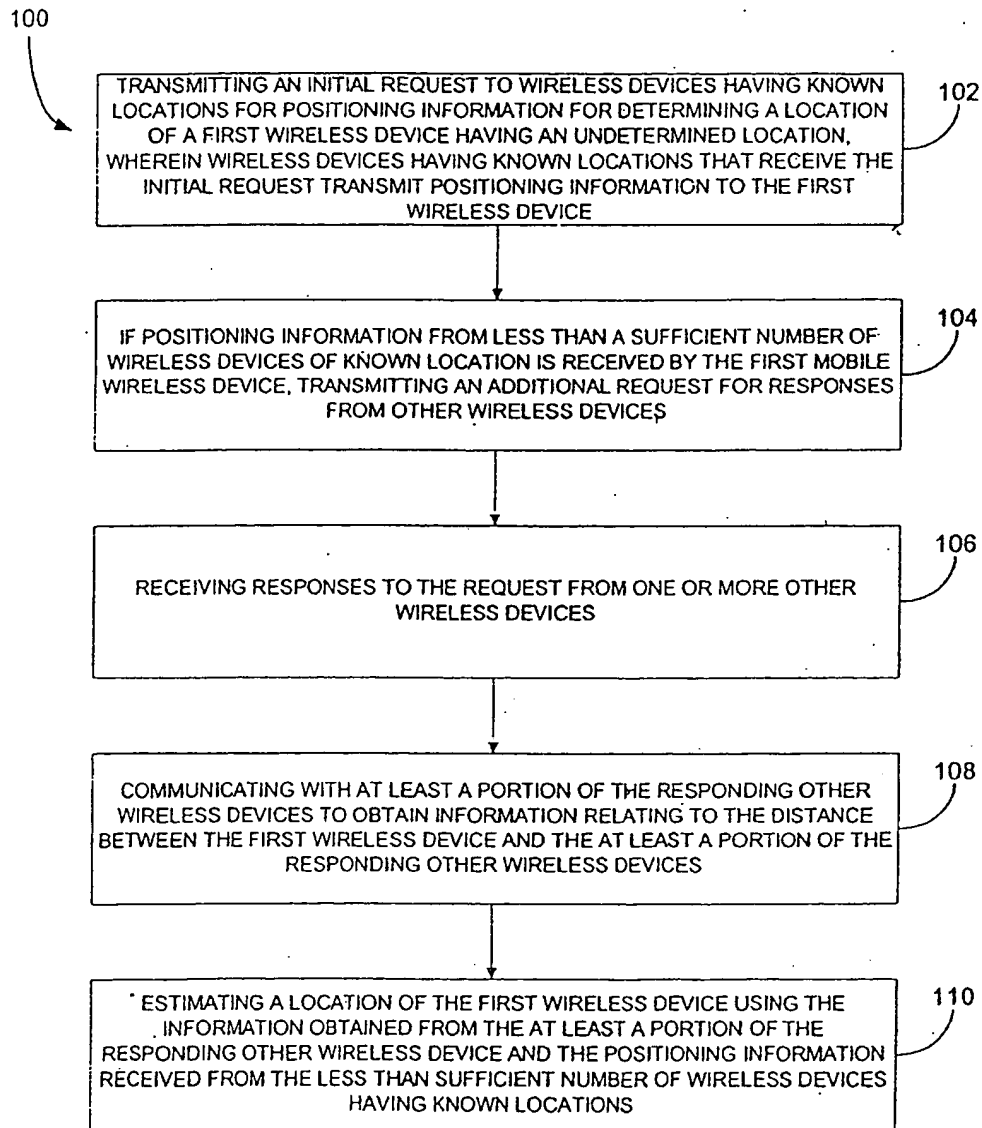 100
TRANSMITTING AN INITIAL REQUEST TO WIRELESS DEVICES HAVING KNOWN
LOCATIONS FOR POSITIONING INFORMATION FOR DETERMINING A LOCATION
OF A FIRST WIRELESS DEVICE HAVING AN UNDETERMINED LOCATION,
WHEREIN WIRELESS DEVICES HAVING KNOWN LOCATIONS THAT RECEIVE THE
INITIAL REQUEST TRANSMIT POSITIONING INFORMATION TO THE FIRST
WIRELESS DEVICE
102
IF POSITIONING INFORMATION FROM LESS THAN A SUFFICIENT NUMBER OF
WIRELESS DEVICES OF KNOWN LOCATION IS RECEIVED BY THE FIRST MOBILE
WIRELESS DEVICE, TRANSMITTING AN ADDITIONAL REQUEST FOR RESPONSES
FROM OTHER WIRELESS DEVICES
104
RECEIVING RESPONSES TO THE REQUEST FROM ONE OR MORE OTHER
WIRELESS DEVICES
106
COMMUNICATING WITH AT LEAST A PORTION OF THE RESPONDING OTHER
WIRELESS DEVICES TO OBTAIN INFORMATION RELATING TO THE DISTANCE
BETWEEN THE FIRST WIRELESS DEVICE AND THE AT LEAST A PORTION OF THE
RESPONDING OTHER WIRELESS DEVICES
108
ESTIMATING A LOCATION OF THE FIRST WIRELESS DEVICE USING THE
INFORMATION OBTAINED FROM THE AT LEAST A PORTION OF THE
RESPONDING OTHER WIRELESS DEVICE AND THE POSITIONING INFORMATION
RECEIVED FROM THE LESS THAN SUFFICIENT NUMBER OF WIRELESS DEVICES
HAVING KNOWN LOCATIONS
110